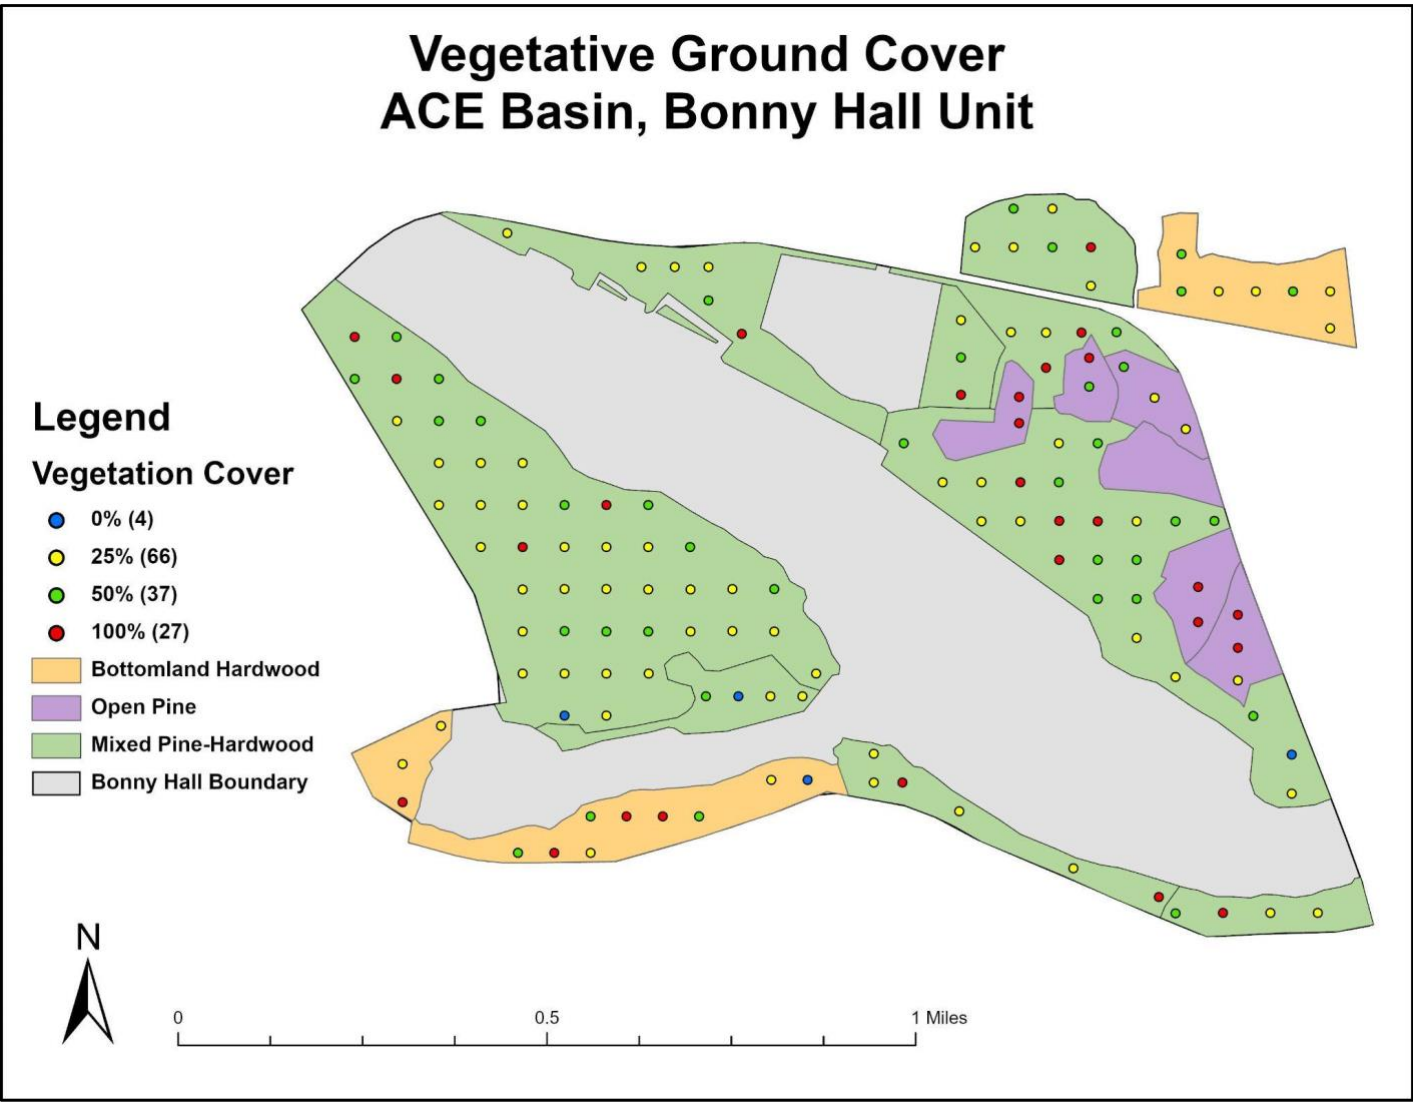 Vegetative Ground Cover
ACE Basin, Bonny Hall Unit
Legend
Vegetation Cover
0% (4)
25% (66)
50% (37)
100% (27)
Bottomland Hardwood
Open Pine
Mixed Pine-Hardwood
Bonny Hall Boundary
N
0 0.5 1 Miles